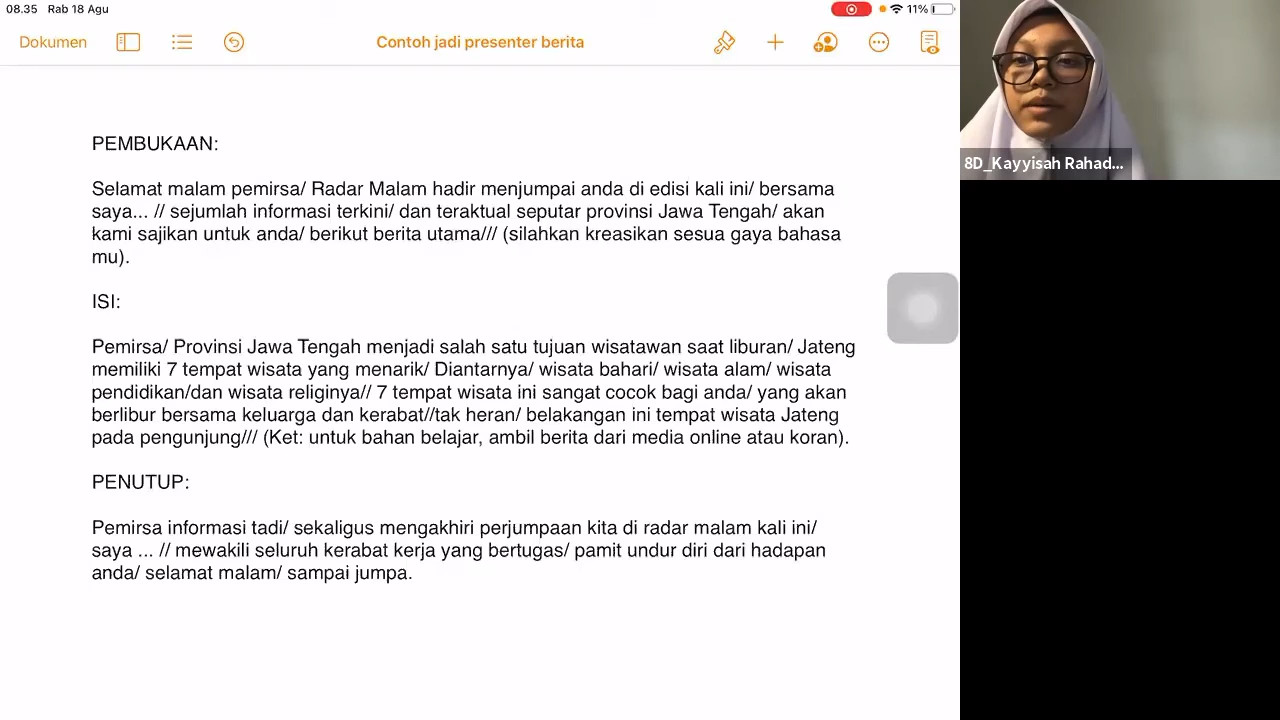 08.35 Rab 18 Agu
11%
Dokumen
Contoh jadi presenter berita
PEMBUKAAN:
Selamat malam pemirsa/ Radar Malam hadir menjumpai anda di edisi kali ini/ bersama
saya... // sejumlah informasi terkini/ dan teraktual seputar provinsi Jawa Tengah/ akan
kami sajikan untuk anda/ berikut berita utama/// (silahkan kreasikan sesua gaya bahasa
mu).
ISI:
Pemirsa/ Provinsi Jawa Tengah menjadi salah satu tujuan wisatawan saat liburan/ Jateng
memiliki 7 tempat wisata yang menarik/ Diantarnya/ wisata bahari/ wisata alam/ wisata
pendidikan/dan wisata religinya// 7 tempat wisata ini sangat cocok bagi anda/ yang akan
berlibur bersama keluarga dan kerabat//tak heran/ belakangan ini tempat wisata Jateng
pada pengunjung/// (Ket: untuk bahan belajar, ambil berita dari media online atau koran).
PENUTUP:
Pemirsa informasi tadi/ sekaligus mengakhiri perjumpaan kita di radar malam kali ini/
saya ... // mewakili seluruh kerabat kerja yang bertugas/ pamit undur diri dari hadapan
anda/ selamat malam/ sampai jumpa.
8D_Kayyisah Rahad...